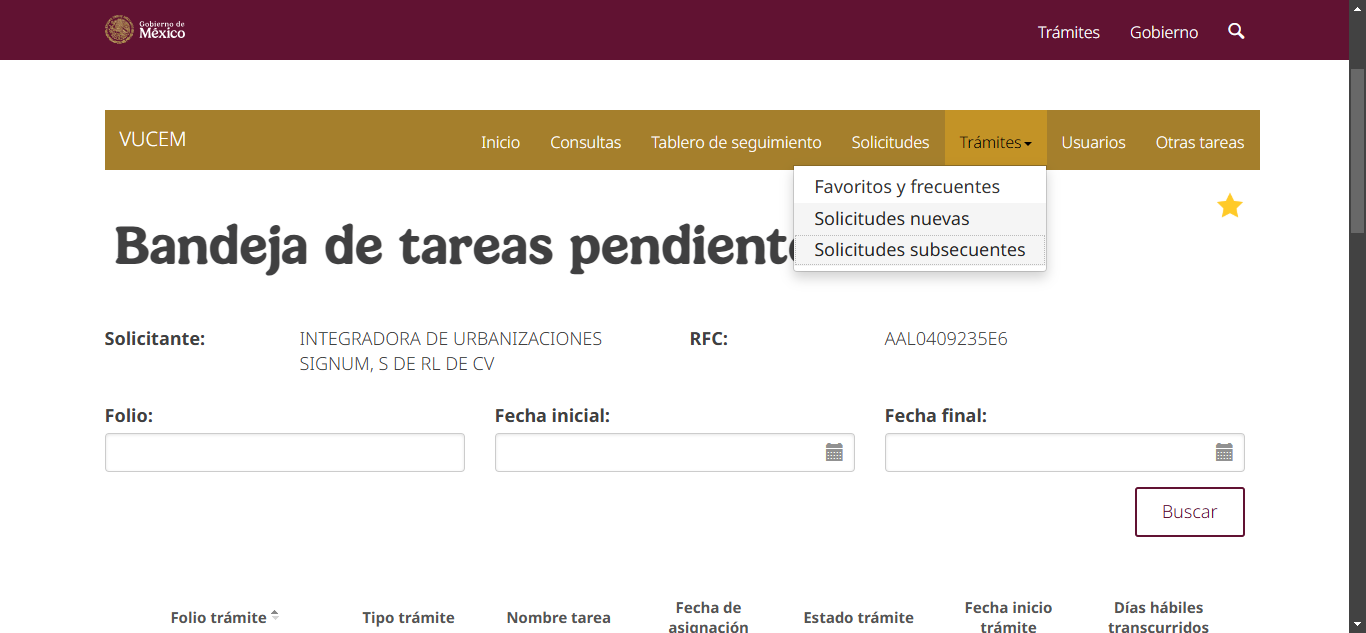 Gobierno de
México
Trámites
Gobierno
VUCEM
Inicio
Consultas
Tablero de seguimiento
Solicitudes
Trámites
Usuarios
Otras tareas
Favoritos y frecuentes
Solicitudes nuevas
Solicitudes subsecuentes
Bandeja de tareas pendient
Solicitante:
INTEGRADORA DE URBANIZACIONES
SIGNUM, S DE RL DE CV
RFC:
AAL0409235E6
Folio:
Fecha inicial:
Fecha final:
Buscar
Folio trámite
Tipo trámite
Nombre tarea
Fecha de
asignación
Estado trámite
Fecha inicio
trámite
Días hábiles
transcurridos